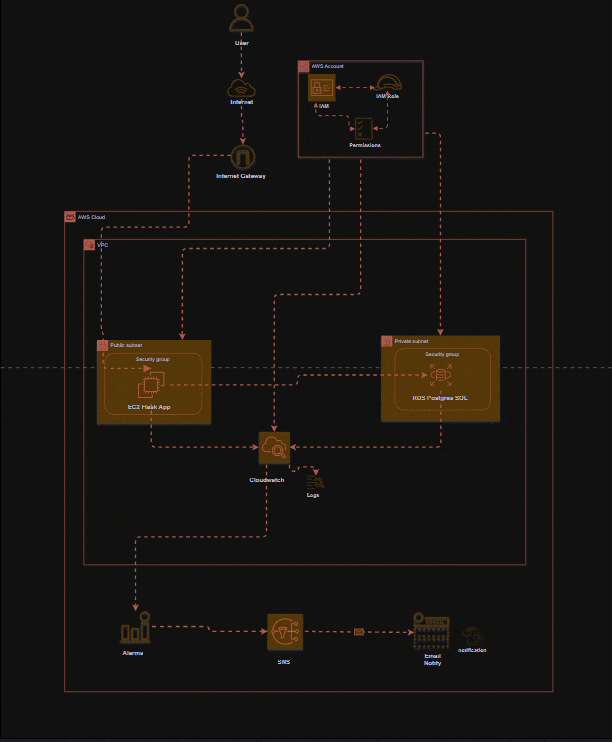 User
AWS Account
Internet
IAM
IAM Role
Permissions
Internet Gateway
AWS Cloud
VPC
Public subnet
Private subnet
Security group
Security group
EC2 Flask App
RDS Postgres SQL
Cloudwatch
Logs
Alarms
SNS
Email
Notify
notification